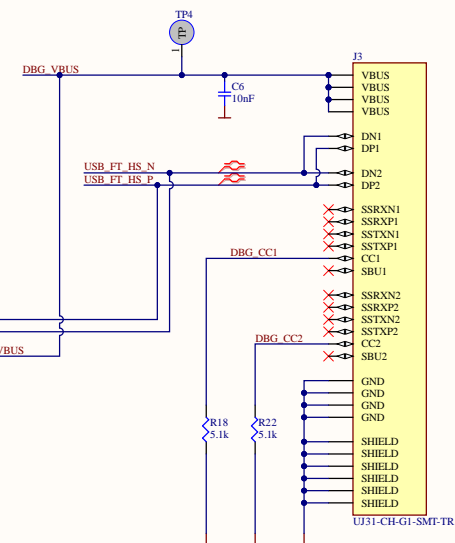 TP4
TP
1
DBG_VBUS
J3
C6
10nF
VBUS
VBUS
VBUS
VBUS
DN1
DP1
USB_FT_HS_N
DN2
USB_FT_HS_P
DP2
SSRXN1
SSRXP1
SSTXN1
SSTXP1
DBG_CC1
CC1
SBU1
SSRXN2
SSRXP2
SSTXN2
SSTXP2
DBG_CC2
CC2
VBUS
SBU2
GND
GND
GND
GND
R18
5.1k
R22
5.1k
SHIELD
SHIELD
SHIELD
SHIELD
SHIELD
SHIELD
UJ31-CH-G1-SMT-TR